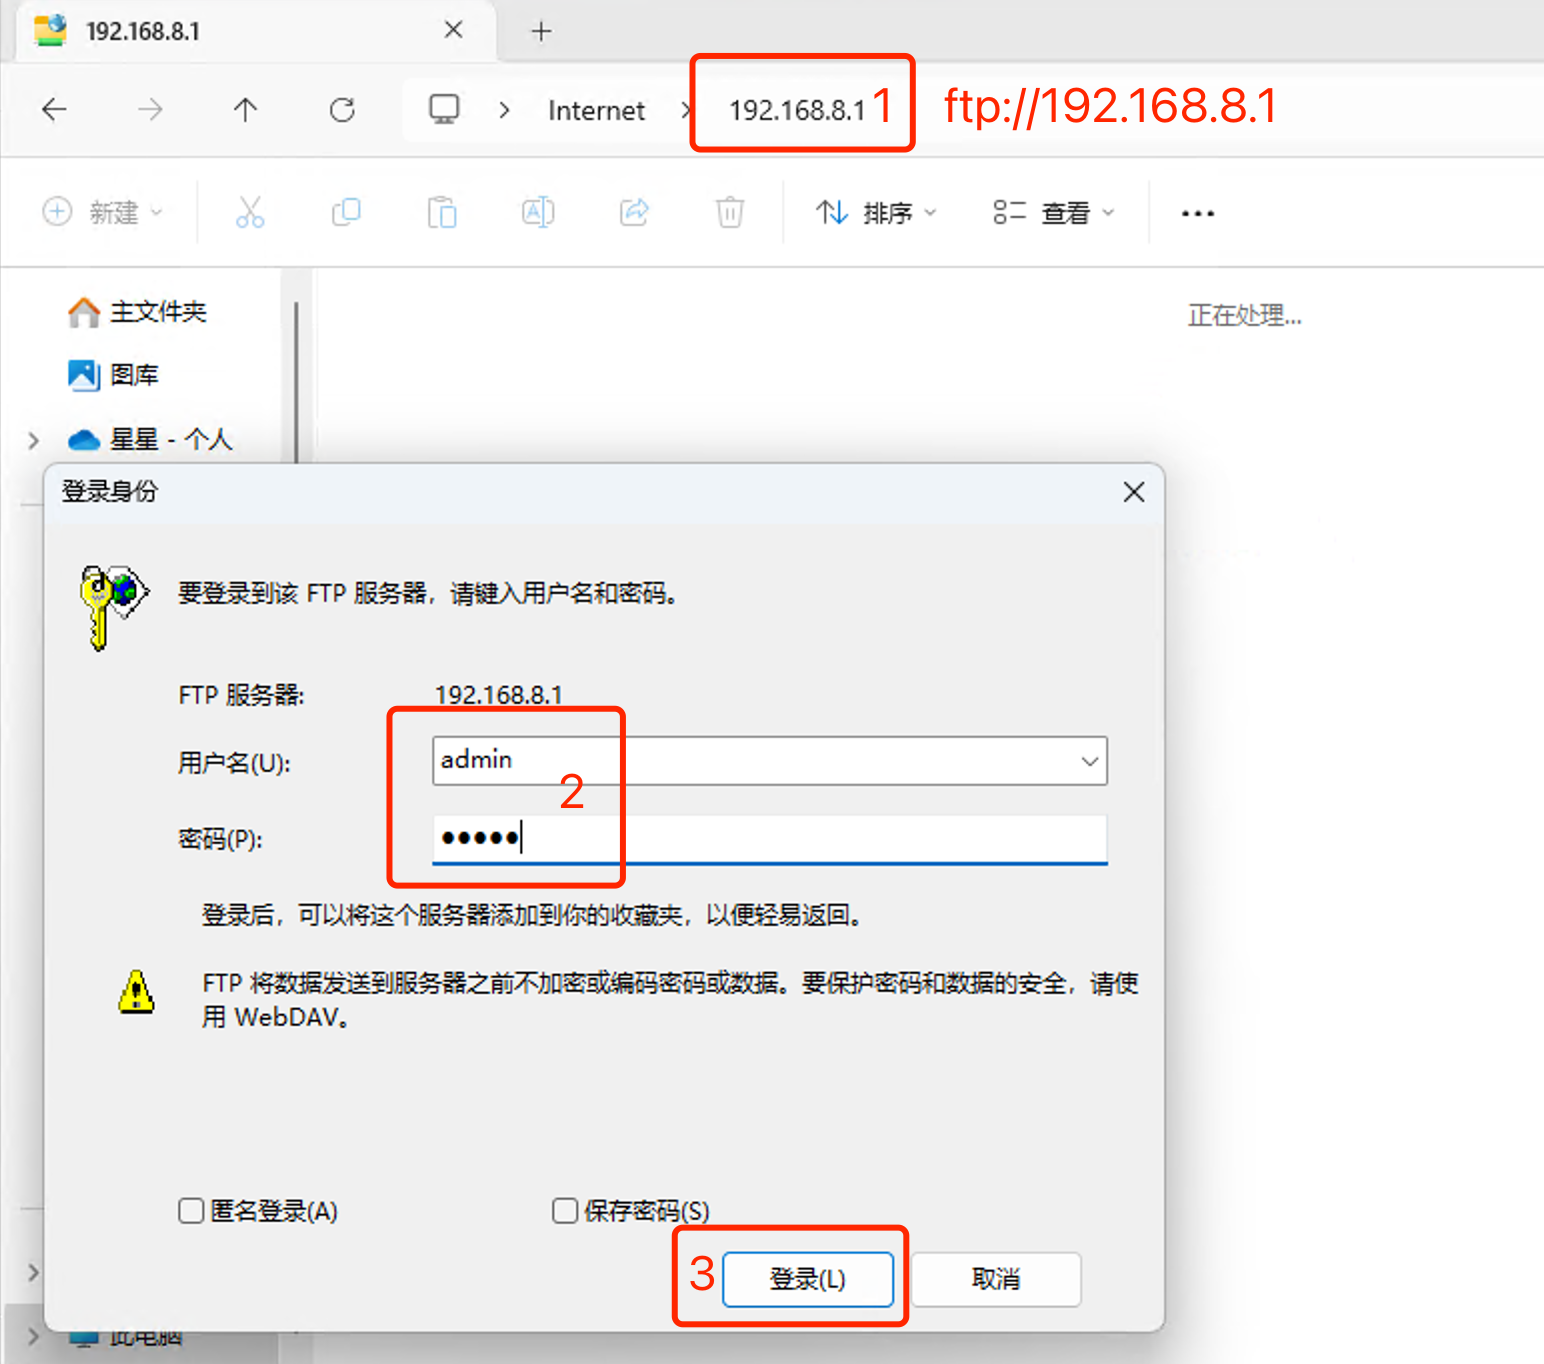 192.168.8.1
Internet
192.168.8.1 1 ftp://192.168.8.1
新建
排序
查看
主文件夹
正在处理...
图库
星星 - 个人
登录身份
要登录到该 FTP 服务器，请键入用户名和密码。
FTP 服务器:
192.168.8.1
用户名(U):
admin
2
密码(P):
登录后，可以将这个服务器添加到你的收藏夹，以便轻易返回。
FTP 将数据发送到服务器之前不加密或编码密码或数据。要保护密码和数据的安全，请使
用 WebDAV。
匿名登录(A)
保存密码(S)
3
登录(L)
取消
此电脑